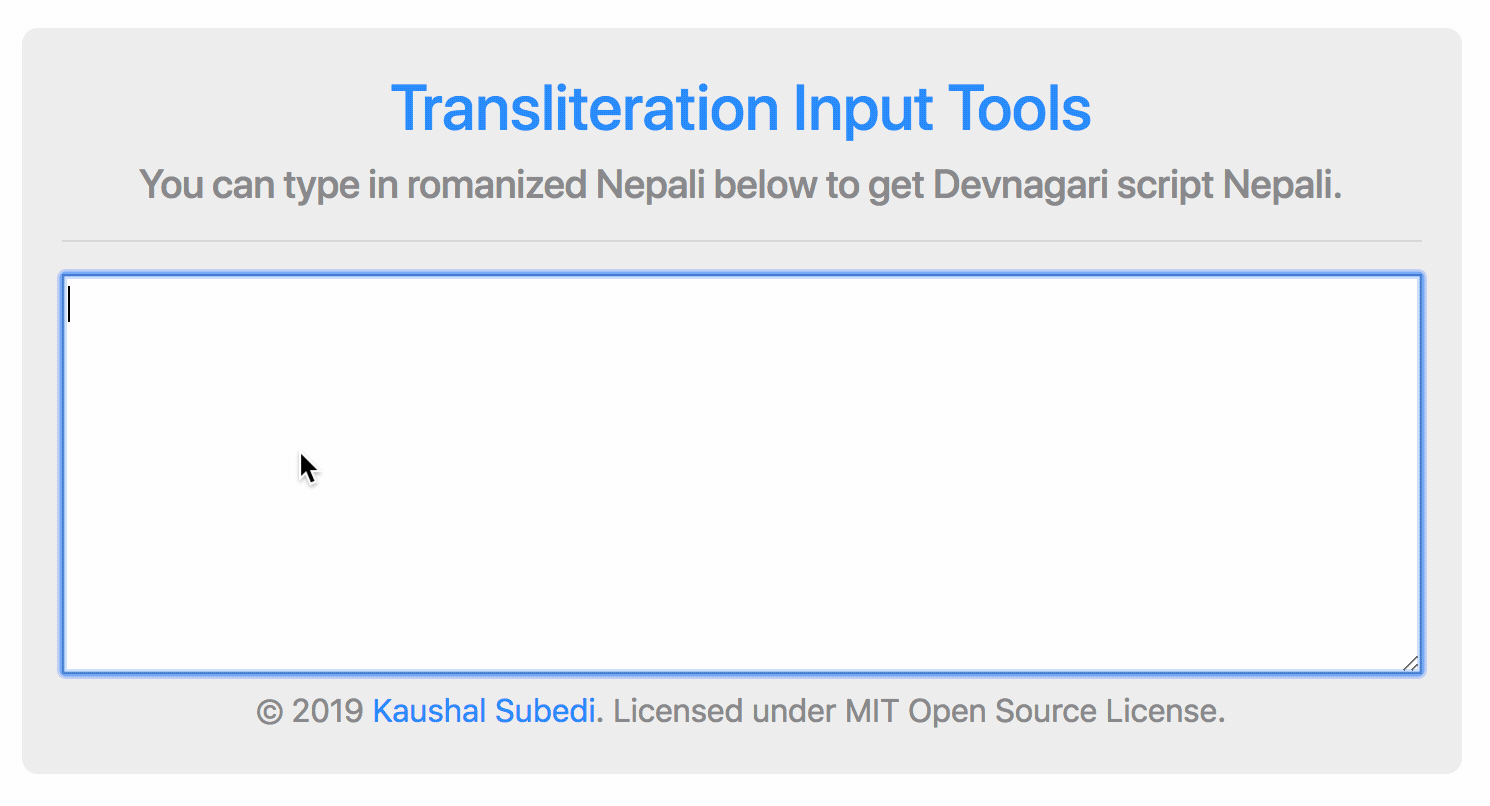 Transliteration Input Tools
You can type in romanized Nepali below to get Devnagari script Nepali.
© 2019 Kaushal Subedi. Licensed under MIT Open Source License.